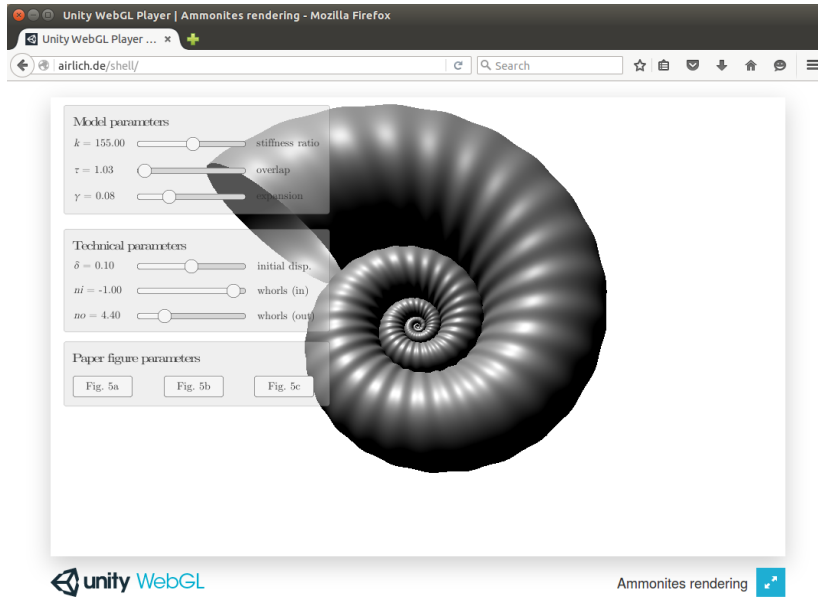 Unity WebGL Player | Ammonites rendering - Mozilla Firefox
Unity WebGL Player ... ×
airlich.de/shell/
Search
Model parameters
k = 155.00 stiffness ratio
τ = 1.03 overlap
γ = 0.08 expansion
Technical parameters
δ = 0.10 initial disp.
ni = -1.00 whorls (in)
no = 4.40 whorls (out)
Paper figure parameters
Fig. 5a Fig. 5b Fig. 5c
unity WebGL
Ammonites rendering